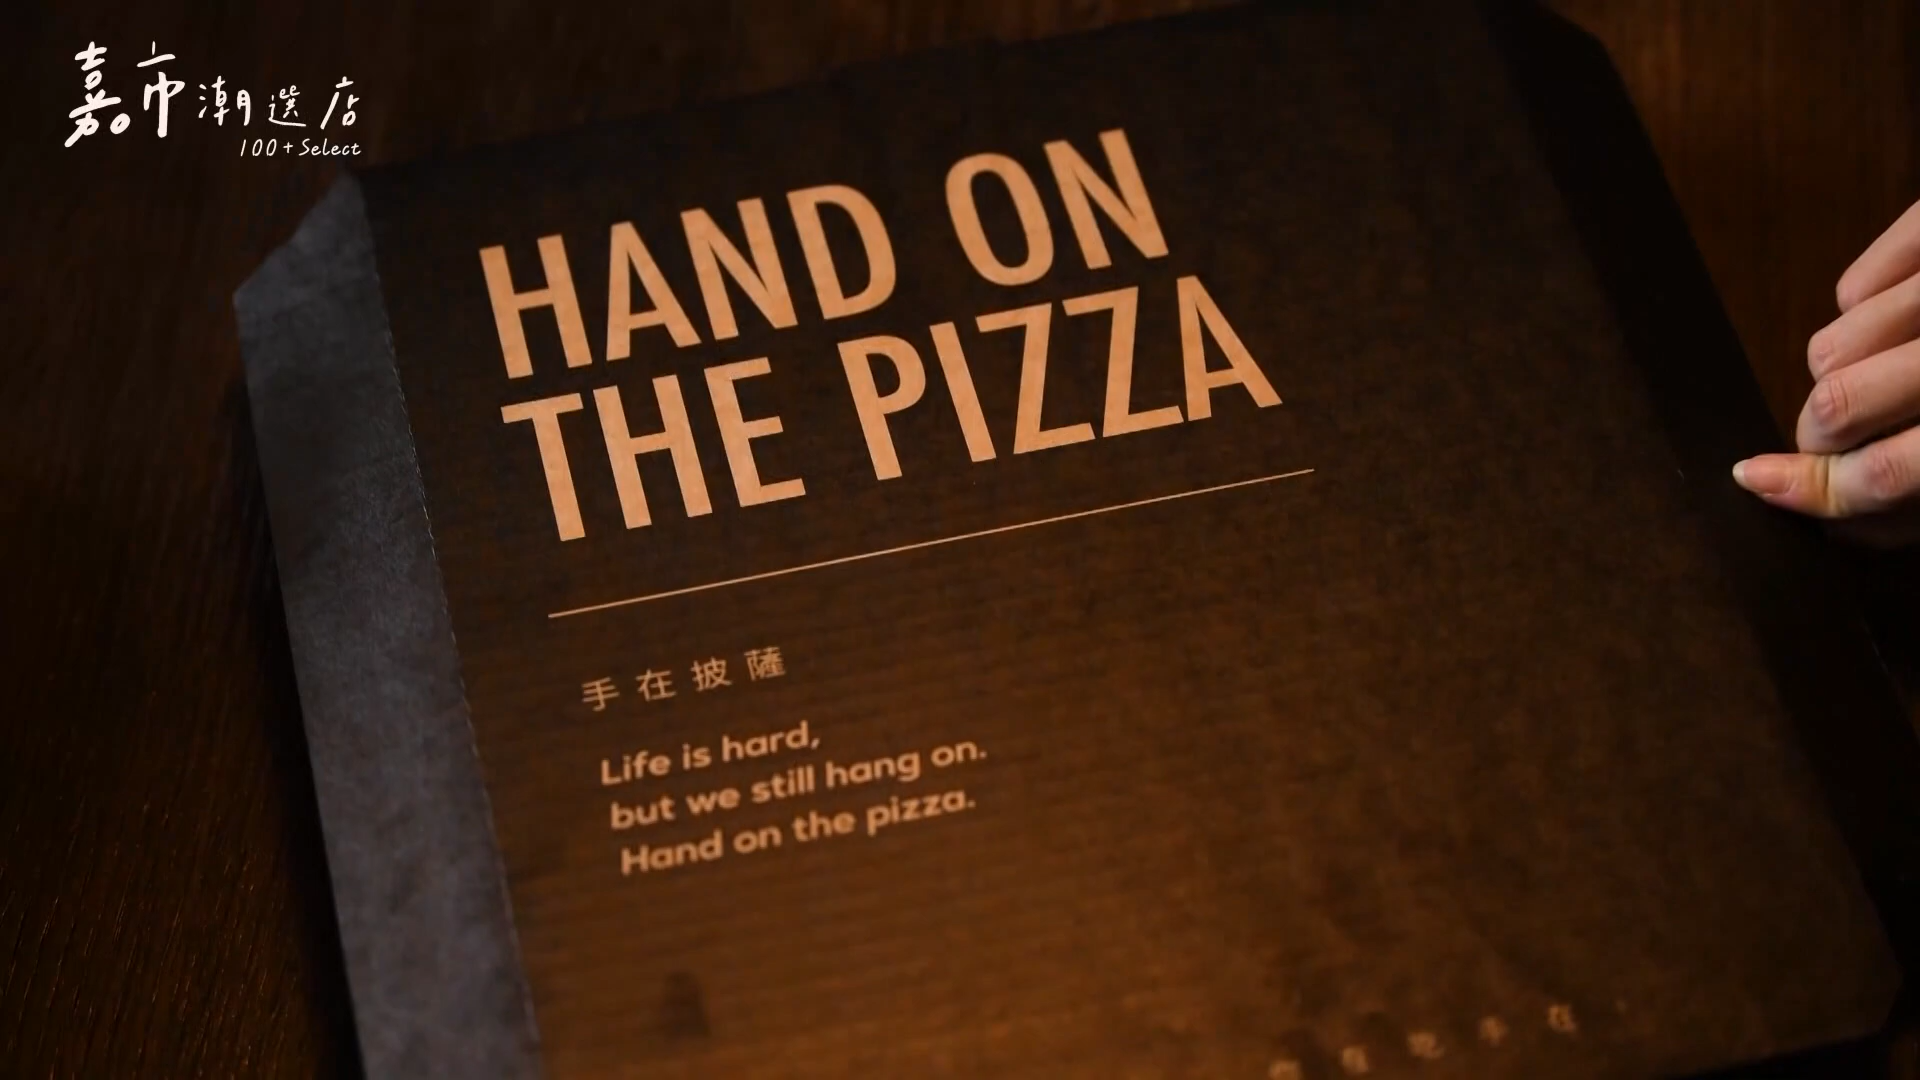 嘉市潮選店
100+Select
HAND ON
THE PIZZA
手在披薩
Life is hard,
but we still hang on.
Hand on the pizza.